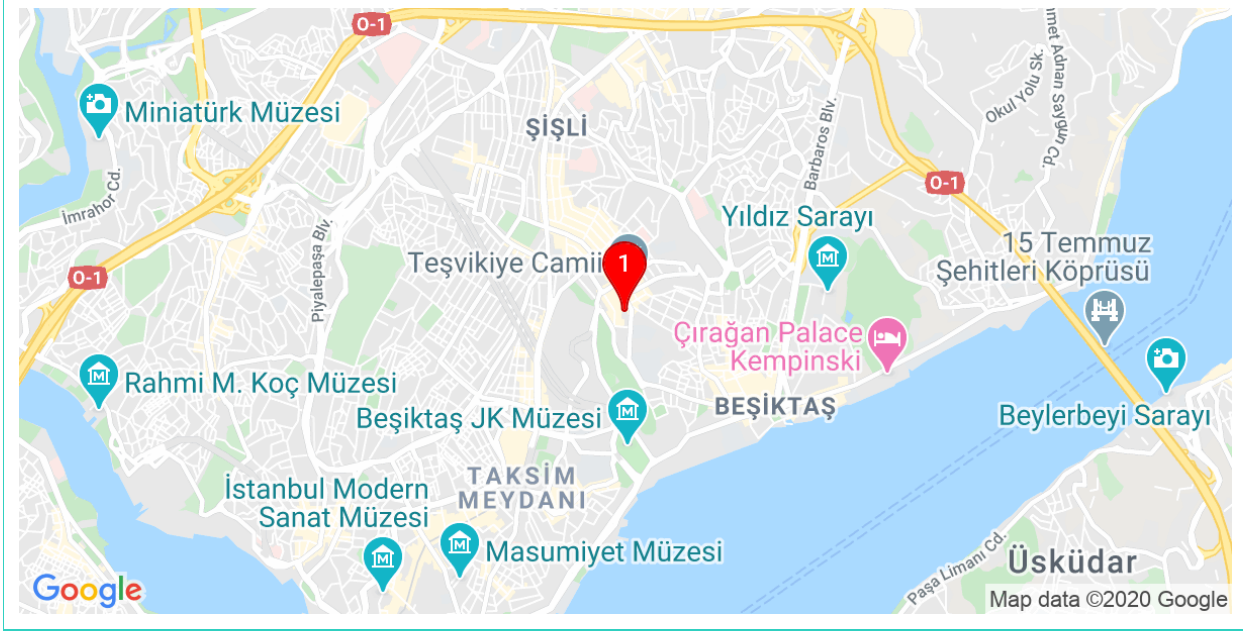 O-1
Miniatürk Müzesi
ŞİŞLİ
Okul Yolu Sk.
Adnan Saygun Cd.
Barbaros Blv.
O-1
İmrahor Cd.
Yıldız Sarayı
Piyalepaşa Blv.
15 Temmuz
Şehitleri Köprüsü
Teşvikiye Camii
1
O-1
Çırağan Palace
Kempinski
Rahmi M. Koç Müzesi
Beşiktaş JK Müzesi
BEŞİKTAŞ
Beylerbeyi Sarayı
TAKSİM
MEYDANI
İstanbul Modern
Sanat Müzesi
Masumiyet Müzesi
Paşa Limanı Cd.
Üsküdar
Google
Map data ©2020 Google